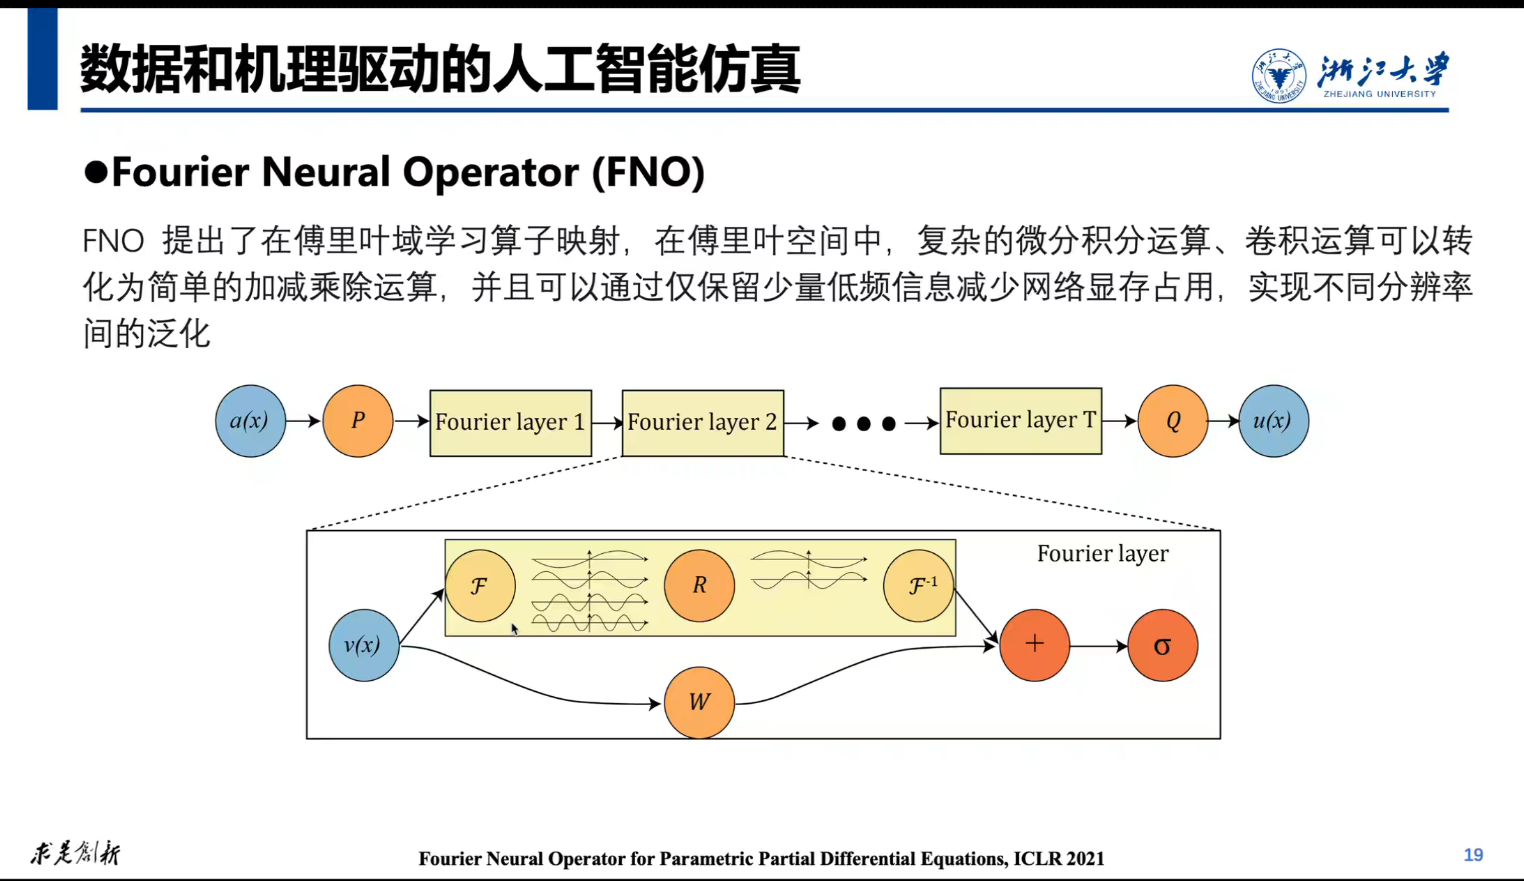 数据和机理驱动的人工智能仿真
浙江大学
ZHEJIANG UNIVERSITY
●Fourier Neural Operator (FNO)
FNO 提出了在傅里叶域学习算子映射，在傅里叶空间中，复杂的微分积分运算、卷积运算可以转
化为简单的加减乘除运算，并且可以通过仅保留少量低频信息减少网络显存占用，实现不同分辨率
间的泛化
a(x) P Fourier layer 1 Fourier layer 2 ●●● Fourier layer T Q u(x)
Fourier layer
ℱ R ℱ⁻¹
v(x) + σ
W
求是创新
Fourier Neural Operator for Parametric Partial Differential Equations, ICLR 2021
19